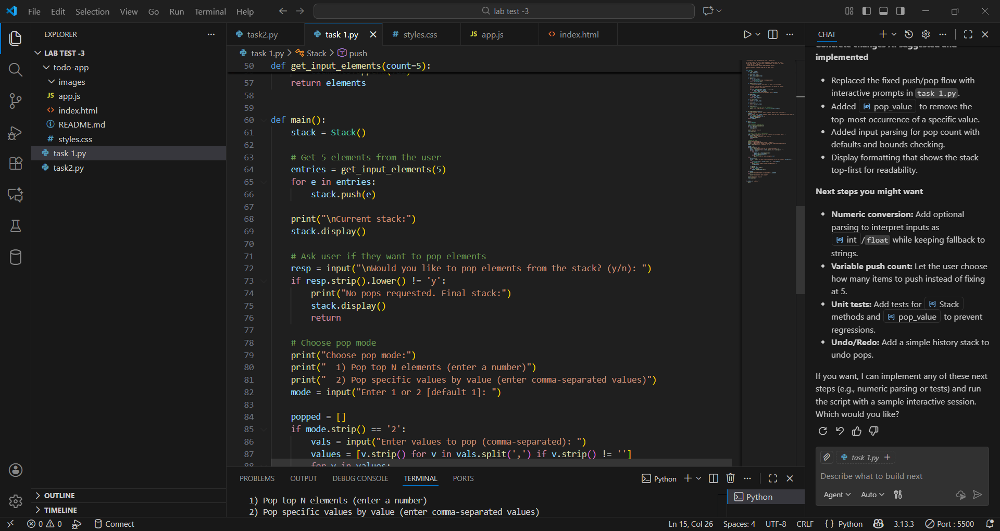 File Edit Selection View Go Run Terminal Help
lab test -3
EXPLORER
LAB TEST -3
todo-app
images
JS app.js
<> index.html
README.md
# styles.css
task 1.py
task2.py
OUTLINE
TIMELINE
task2.py
task 1.py
# styles.css
JS app.js
<> index.html
task 1.py > Stack > push
50 def get_input_elements(count=5):
57 return elements
58
59
60 def main():
61 stack = Stack()
62
63 # Get 5 elements from the user
64 entries = get_input_elements(5)
65 for e in entries:
66 stack.push(e)
67
68 print("\nCurrent stack:")
69 stack.display()
70
71 # Ask user if they want to pop elements
72 resp = input("\nWould you like to pop elements from the stack? (y/n): ")
73 if resp.strip().lower() != 'y':
74 print("No pops requested. Final stack:")
75 stack.display()
76 return
77
78 # Choose pop mode
79 print("Choose pop mode:")
80 print("  1) Pop top N elements (enter a number)")
81 print("  2) Pop specific values by value (enter comma-separated values)")
82 mode = input("Enter 1 or 2 [default 1]: ")
83
84 popped = []
85 if mode.strip() == '2':
86 vals = input("Enter values to pop (comma-separated): ")
87 values = [v.strip() for v in vals.split(',') if v.strip() != '']
88 for v in values:
PROBLEMS OUTPUT DEBUG CONSOLE TERMINAL PORTS
Python
1) Pop top N elements (enter a number)
2) Pop specific values by value (enter comma-separated values)
Python
CHAT
Concrete changes AI suggested and
implemented
• Replaced the fixed push/pop flow with
interactive prompts in task 1.py.
• Added pop_value to remove the
top-most occurrence of a specific value.
• Added input parsing for pop count with
defaults and bounds checking.
• Display formatting that shows the stack
top-first for readability.
Next steps you might want
• Numeric conversion: Add optional
parsing to interpret inputs as
int /float while keeping fallback to
strings.
• Variable push count: Let the user choose
how many items to push instead of fixing
at 5.
• Unit tests: Add tests for Stack
methods and pop_value to prevent
regressions.
• Undo/Redo: Add a simple history stack to
undo pops.
If you want, I can implement any of these next
steps (e.g., numeric parsing or tests) and run
the script with a sample interactive session.
Which would you like?
task 1.py +
Describe what to build next
Agent Auto
0 0 Connect
Ln 15, Col 26 Spaces: 4 UTF-8 CRLF {} Python 3.13.3 Port : 5500